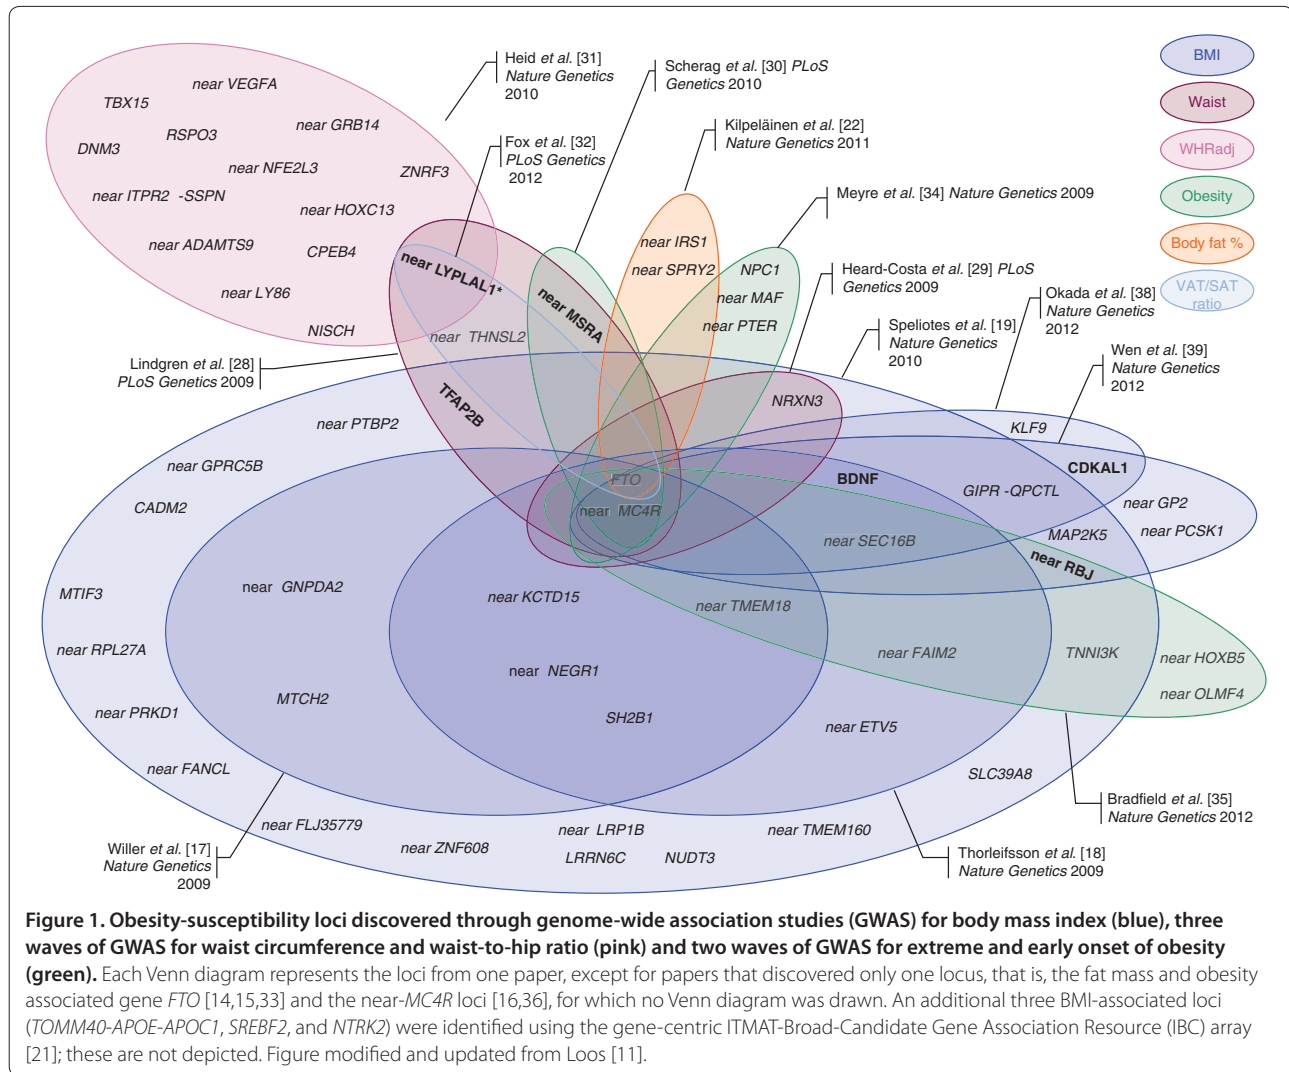 Heid et al. [31]
Nature Genetics
2010
Scherag et al. [30] PLoS
Genetics 2010
Kilpeläinen et al. [22]
Nature Genetics 2011
Fox et al. [32]
PLoS Genetics
2012
Meyre et al. [34] Nature Genetics 2009
Heard-Costa et al. [29] PLoS
Genetics 2009
Okada et al. [38]
Nature Genetics
2012
Speliotes et al. [19]
Nature Genetics
2010
Wen et al. [39]
Nature Genetics
2012
Lindgren et al. [28]
PLoS Genetics 2009
BMI
Waist
WHRadj
Obesity
Body fat %
VAT/SAT
ratio
near VEGFA
TBX15
RSPO3
near GRB14
DNM3
near NFE2L3
ZNRF3
near ITPR2 -SSPN
near HOXC13
near ADAMTS9
CPEB4
near LY86
NISCH
near LYPLAL1*
near THNSL2
TFAP2B
near MSRA
near IRS1
near SPRY2
NPC1
near MAF
near PTER
NRXN3
KLF9
CDKAL1
BDNF
GIPR -QPCTL
near GP2
near PCSK1
MAP2K5
near RBJ
near SEC16B
FTO
near MC4R
near PTBP2
near GPRC5B
CADM2
MTIF3
near RPL27A
near PRKD1
near FANCL
near FLJ35779
near ZNF608
near LRP1B
LRRN6C
NUDT3
near TMEM160
SLC39A8
near GNPDA2
MTCH2
near KCTD15
near NEGR1
SH2B1
near TMEM18
near FAIM2
near ETV5
TNNI3K
near HOXB5
near OLMF4
Bradfield et al. [35]
Nature Genetics 2012
Willer et al. [17]
Nature Genetics
2009
Thorleifsson et al. [18]
Nature Genetics 2009
Figure 1. Obesity-susceptibility loci discovered through genome-wide association studies (GWAS) for body mass index (blue), three
waves of GWAS for waist circumference and waist-to-hip ratio (pink) and two waves of GWAS for extreme and early onset of obesity
(green). Each Venn diagram represents the loci from one paper, except for papers that discovered only one locus, that is, the fat mass and obesity
associated gene FTO [14,15,33] and the near-MC4R loci [16,36], for which no Venn diagram was drawn. An additional three BMI-associated loci
(TOMM40-APOE-APOC1, SREBF2, and NTRK2) were identified using the gene-centric ITMAT-Broad-Candidate Gene Association Resource (IBC) array
[21]; these are not depicted. Figure modified and updated from Loos [11].